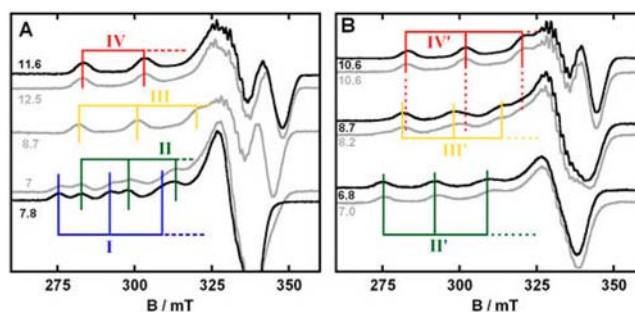 A
IV
11.6
12.5
III
8.7
II
7
7.8
I
275 300 325 350
B / mT
B
IV'
10.6
10.6
8.7
8.2
III'
6.8
7.0
II'
275 300 325 350
B / mT